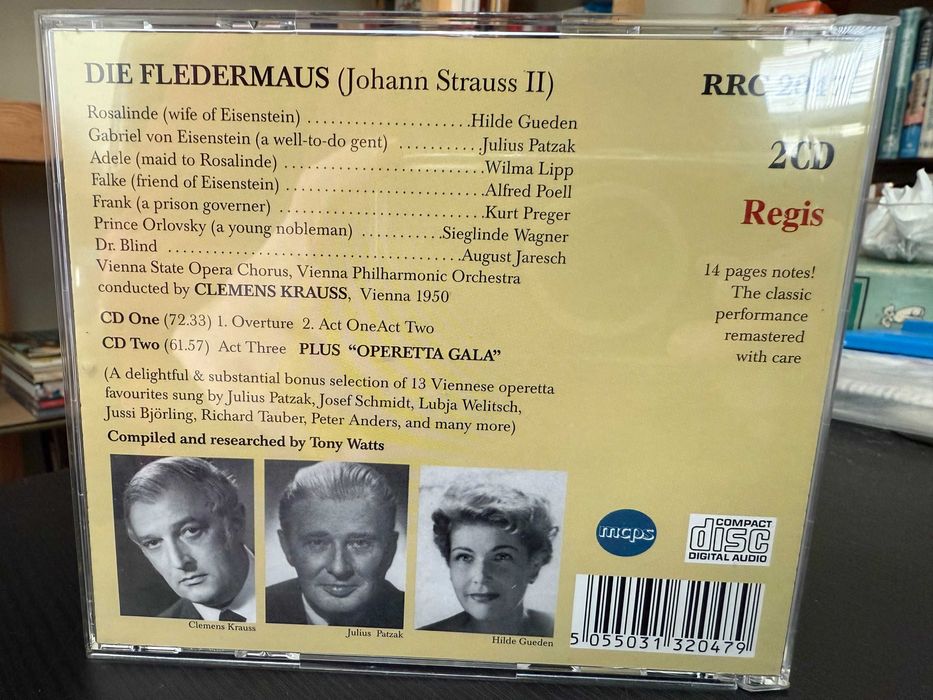 DIE FLEDERMAUS (Johann Strauss II)
RRC 2047
Rosalinde (wife of Eisenstein) . . . . . . . . . . . . . . . . . . . . .Hilde Gueden
Gabriel von Eisenstein (a well-to-do gent) . . . . . . . . . . .Julius Patzak
Adele (maid to Rosalinde) . . . . . . . . . . . . . . . . . . . . . . . . . .Wilma Lipp
Falke (friend of Eisenstein) . . . . . . . . . . . . . . . . . . . . . . . . . .Alfred Poell
Frank (a prison governer) . . . . . . . . . . . . . . . . . . . . . . . . . . .Kurt Preger
Prince Orlovsky (a young nobleman) . . . . . . . . . .Sieglinde Wagner
Dr. Blind . . . . . . . . . . . . . . . . . . . . . . . . . . . . . . . . . . . . .August Jaresch
Vienna State Opera Chorus, Vienna Philharmonic Orchestra
conducted by CLEMENS KRAUSS, Vienna 1950
2CD
Regis
14 pages notes!
The classic
performance
remastered
with care
CD One (72.33) 1. Overture 2. Act OneAct Two
CD Two (61.57) Act Three PLUS “OPERETTA GALA”
(A delightful & substantial bonus selection of 13 Viennese operetta
favourites sung by Julius Patzak, Josef Schmidt, Lubja Welitsch,
Jussi Björling, Richard Tauber, Peter Anders, and many more)
Compiled and researched by Tony Watts
Clemens Krauss
Julius Patzak
Hilde Gueden
mcps
COMPACT
disc
DIGITAL AUDIO
5 055031 320479